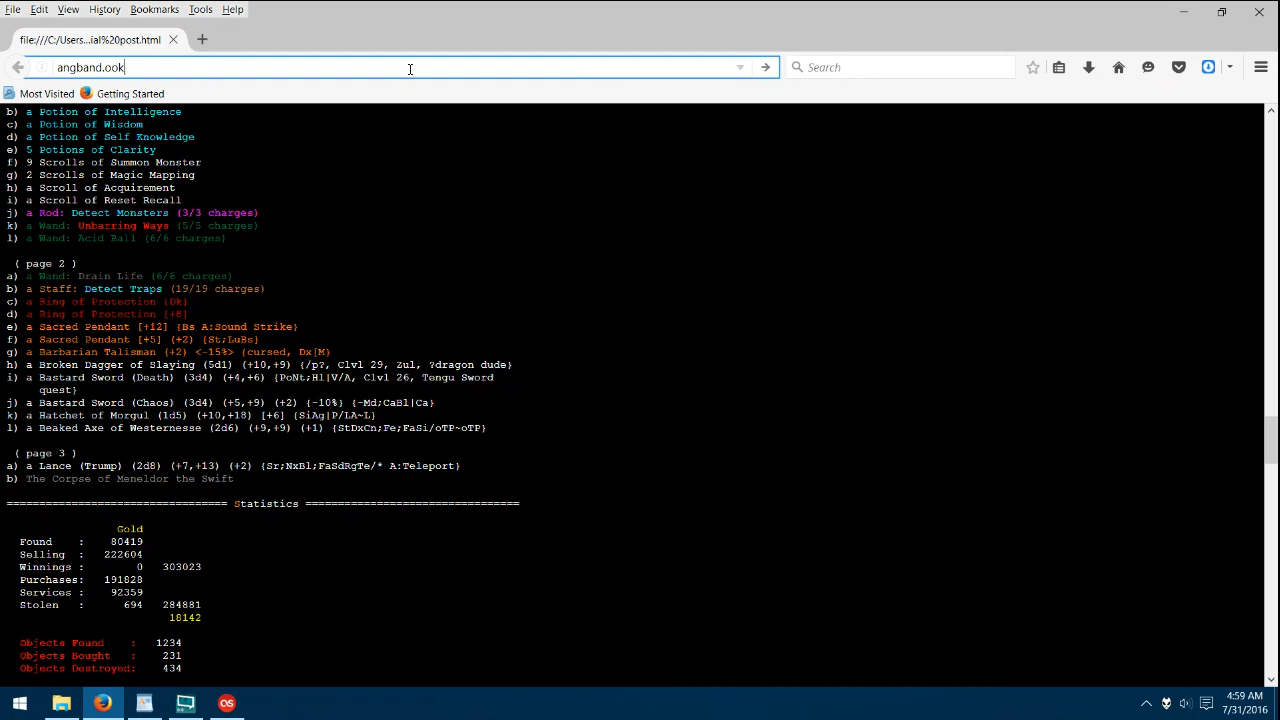 File Edit View History Bookmarks Tools Help
file:///C:/Users...ial%20post.html
angband.ook
Search
Most Visited Getting Started
b) a Potion of Intelligence
c) a Potion of Wisdom
d) a Potion of Self Knowledge
e) 5 Potions of Clarity
f) 9 Scrolls of Summon Monster
g) 2 Scrolls of Magic Mapping
h) a Scroll of Acquirement
i) a Scroll of Reset Recall
j) a Rod: Detect Monsters (3/3 charges)
k) a Wand: Unbarring Ways (5/5 charges)
l) a Wand: Acid Ball (6/6 charges)
( page 2 )
a) a Wand: Drain Life (6/6 charges)
b) a Staff: Detect Traps (19/19 charges)
c) a Ring of Protection {Dk}
d) a Ring of Protection [+8]
e) a Sacred Pendant [+12] {Bs A:Sound Strike}
f) a Sacred Pendant [+5] (+2) {St;LuBs}
g) a Barbarian Talisman (+2) <-15%> {cursed, Dx[M}
h) a Broken Dagger of Slaying (5d1) (+10,+9) {/p?, Clvl 29, Zul, ?dragon dude}
i) a Bastard Sword (Death) (3d4) (+4,+6) {PoNt;Hl|V/A, Clvl 26, Tengu Sword
quest}
j) a Bastard Sword (Chaos) (3d4) (+5,+9) (+2) {-10%} {-Md;CaBl|Ca}
k) a Hatchet of Morgul (1d5) (+10,+18) [+6] {SiAg|P/LA~L}
l) a Beaked Axe of Westernesse (2d6) (+9,+9) (+1) {StDxCn;Fe;FaSi/oTP~oTP}
( page 3 )
a) a Lance (Trump) (2d8) (+7,+13) (+2) {Sr;NxBl;FaSdRgTe/* A:Teleport}
b) The Corpse of Meneldor the Swift
================================== Statistics =================================
Gold
Found : 80419
Selling : 222604
Winnings : 0 303023
Purchases: 191828
Services : 92359
Stolen : 694 284881
18142
Objects Found : 1234
Objects Bought : 231
Objects Destroyed: 434
4:59 AM
7/31/2016